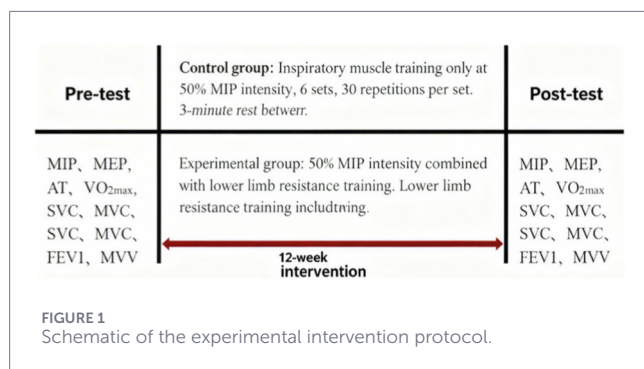 Pre-test
Control group: Inspiratory muscle training only at
50% MIP intensity, 6 sets, 30 repetitions per set.
3-minute rest betwerr.
Post-test
MIP、MEP,
AT、VO2max,
SVC、MVC、
SVC、MVC、
FEV1、MVV
Experimental group: 50% MIP intensity combined
with lower limb resistance training. Lower limb
resistance training includtwing.
12-week
intervention
MIP、MEP,
AT、VO2max
SVC、MVC、
SVC、MVC、
FEV1、MVV
FIGURE 1
Schematic of the experimental intervention protocol.